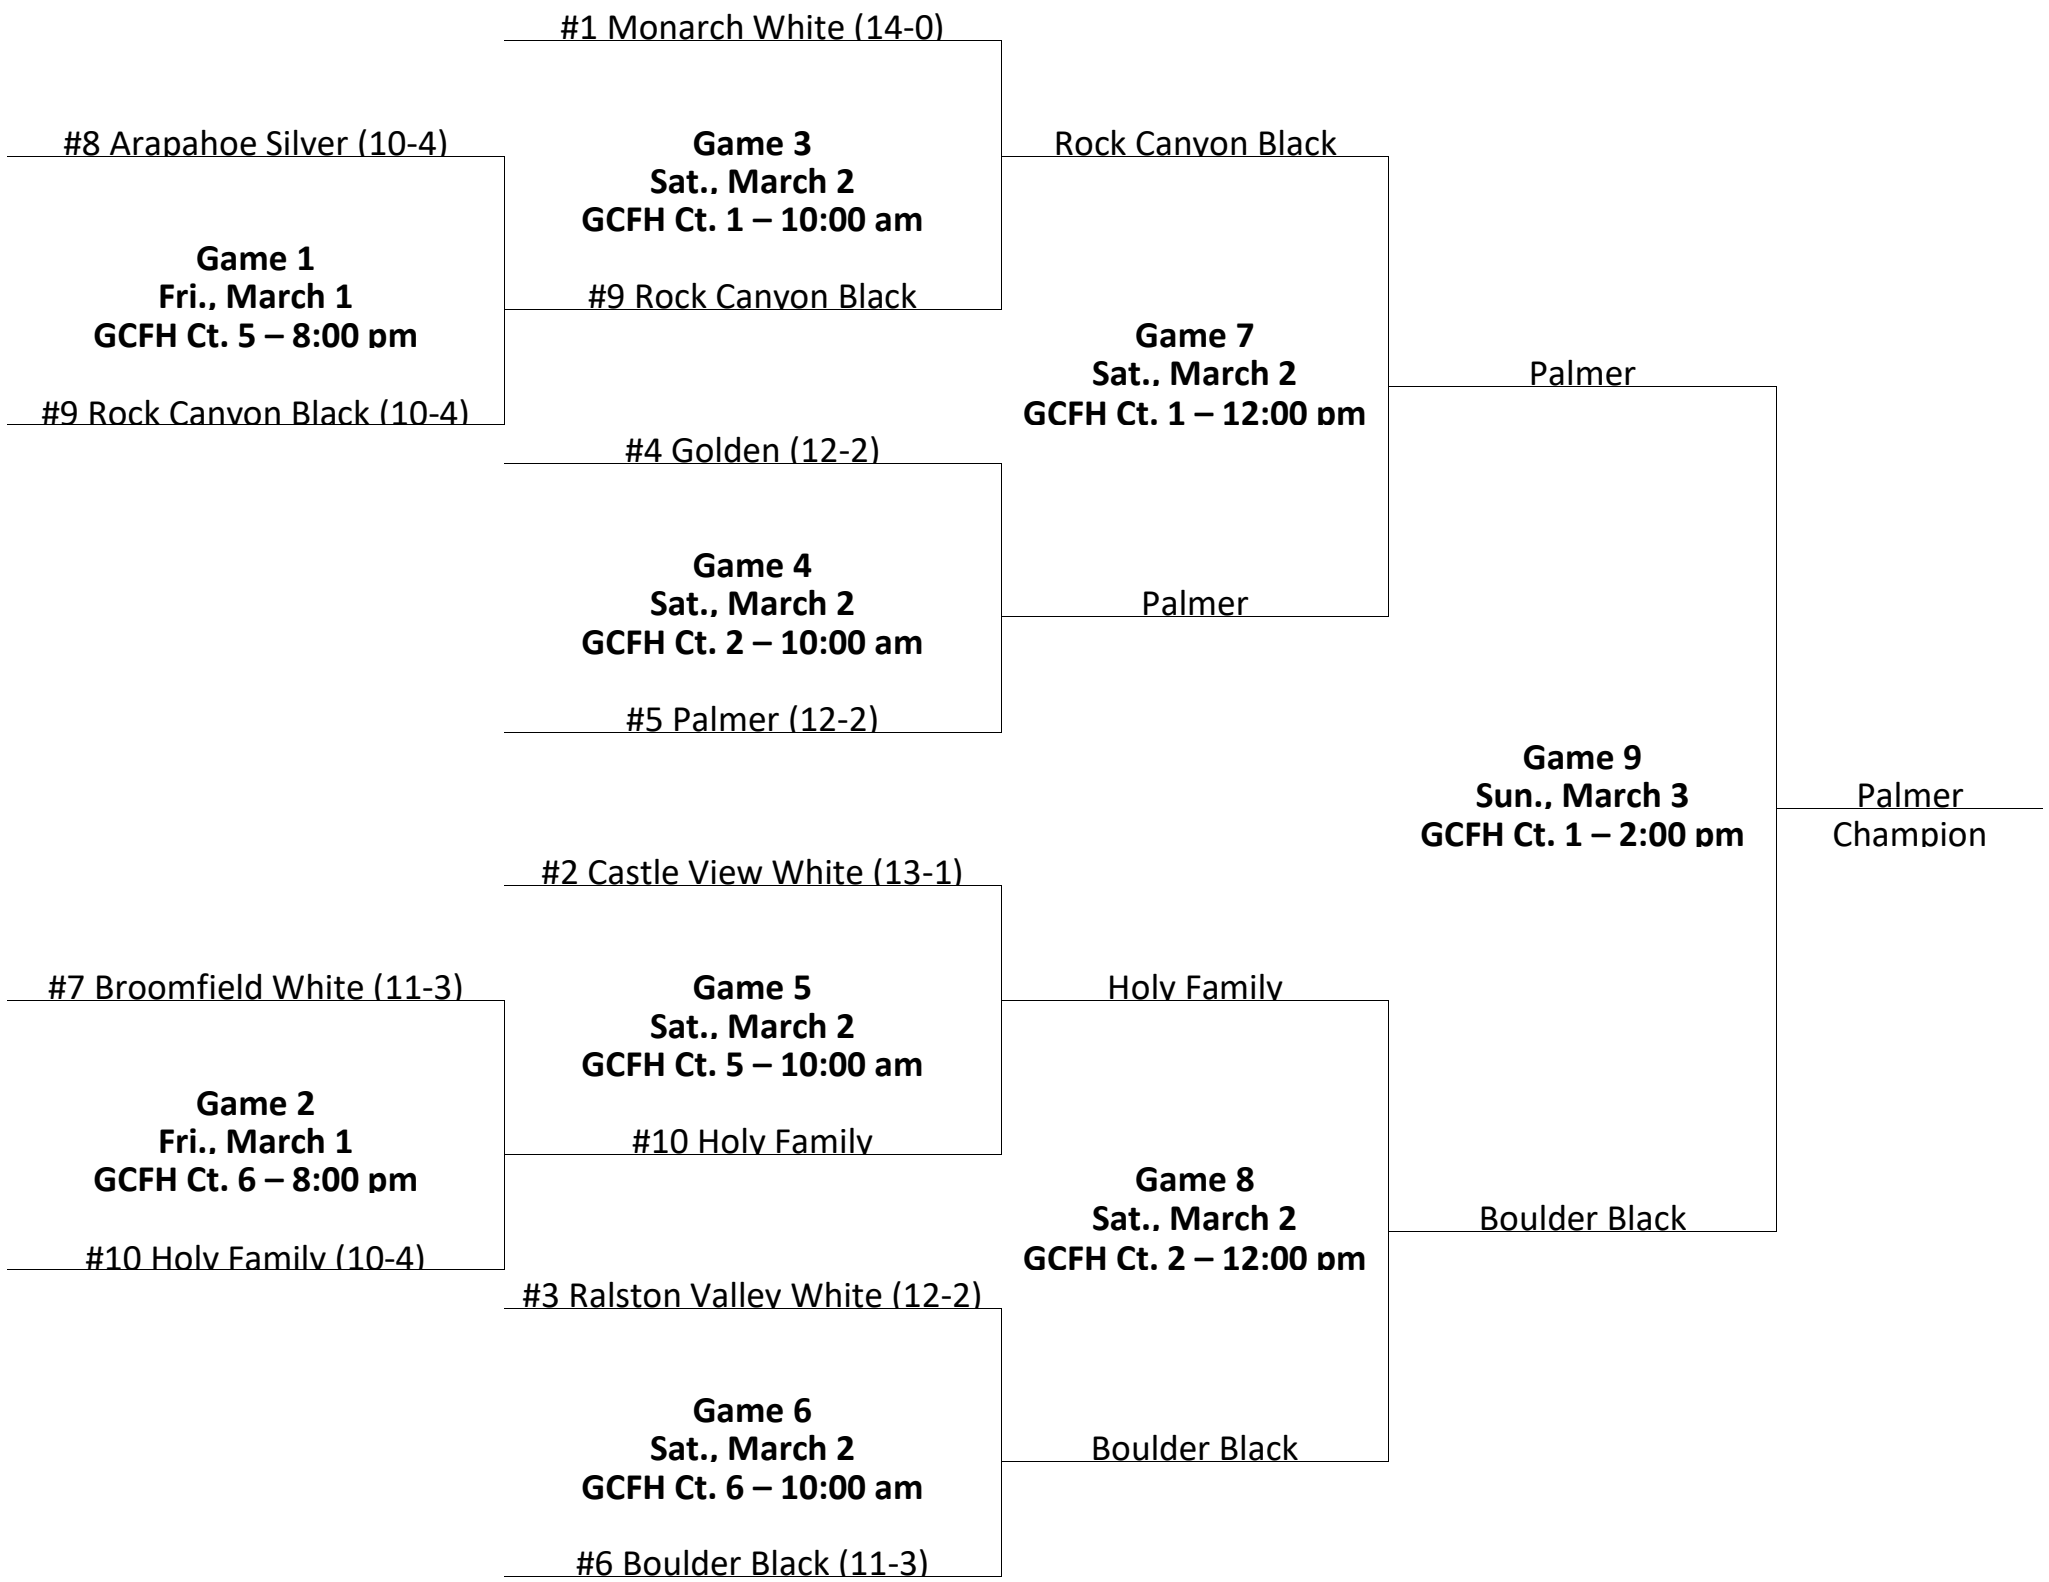 #1 Monarch White (14-0)
#8 Arapahoe Silver (10-4)
Game 3
Sat., March 2
GCFH Ct. 1 – 10:00 am
Rock Canyon Black
Game 1
Fri., March 1
GCFH Ct. 5 – 8:00 pm
#9 Rock Canyon Black
#9 Rock Canyon Black (10-4)
Game 7
Sat., March 2
GCFH Ct. 1 – 12:00 pm
Palmer
#4 Golden (12-2)
Game 4
Sat., March 2
GCFH Ct. 2 – 10:00 am
Palmer
#5 Palmer (12-2)
Game 9
Sun., March 3
GCFH Ct. 1 – 2:00 pm
Palmer
Champion
#2 Castle View White (13-1)
#7 Broomfield White (11-3)
Game 5
Sat., March 2
GCFH Ct. 5 – 10:00 am
Holy Family
Game 2
Fri., March 1
GCFH Ct. 6 – 8:00 pm
#10 Holy Family
#10 Holy Family (10-4)
Game 8
Sat., March 2
GCFH Ct. 2 – 12:00 pm
Boulder Black
#3 Ralston Valley White (12-2)
Game 6
Sat., March 2
GCFH Ct. 6 – 10:00 am
Boulder Black
#6 Boulder Black (11-3)